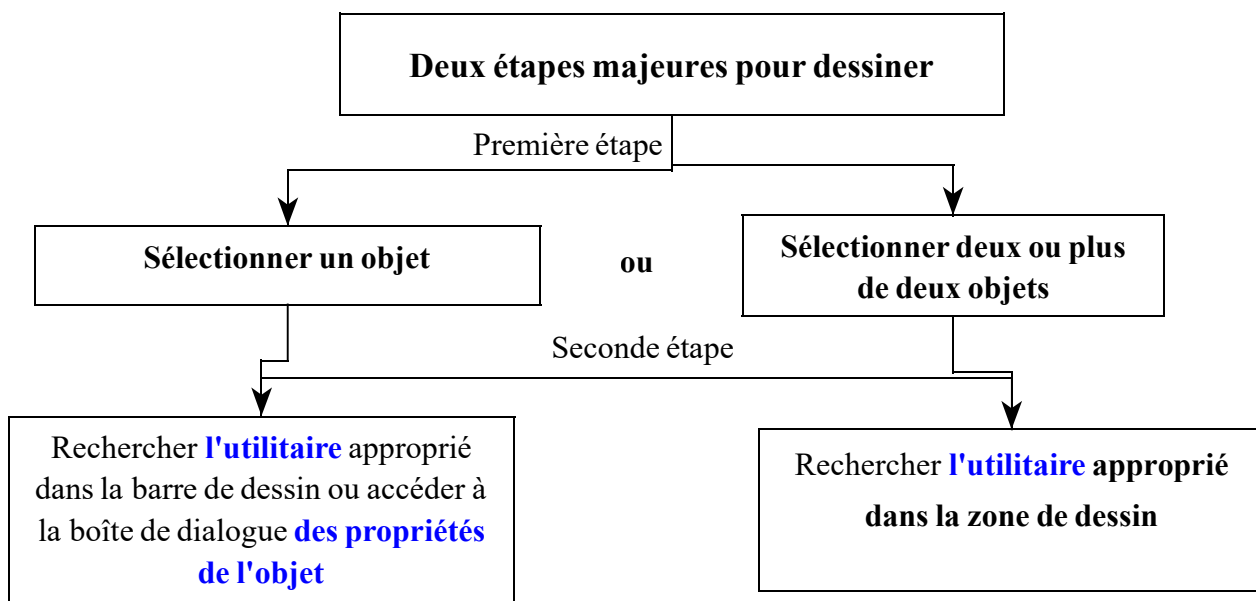 Deux étapes majeures pour dessiner
Première étape
Sélectionner un objet
ou
Sélectionner deux ou plus
de deux objets
Seconde étape
Rechercher l'utilitaire approprié
dans la barre de dessin ou accéder à
la boîte de dialogue des propriétés
de l'objet
Rechercher l'utilitaire approprié
dans la zone de dessin